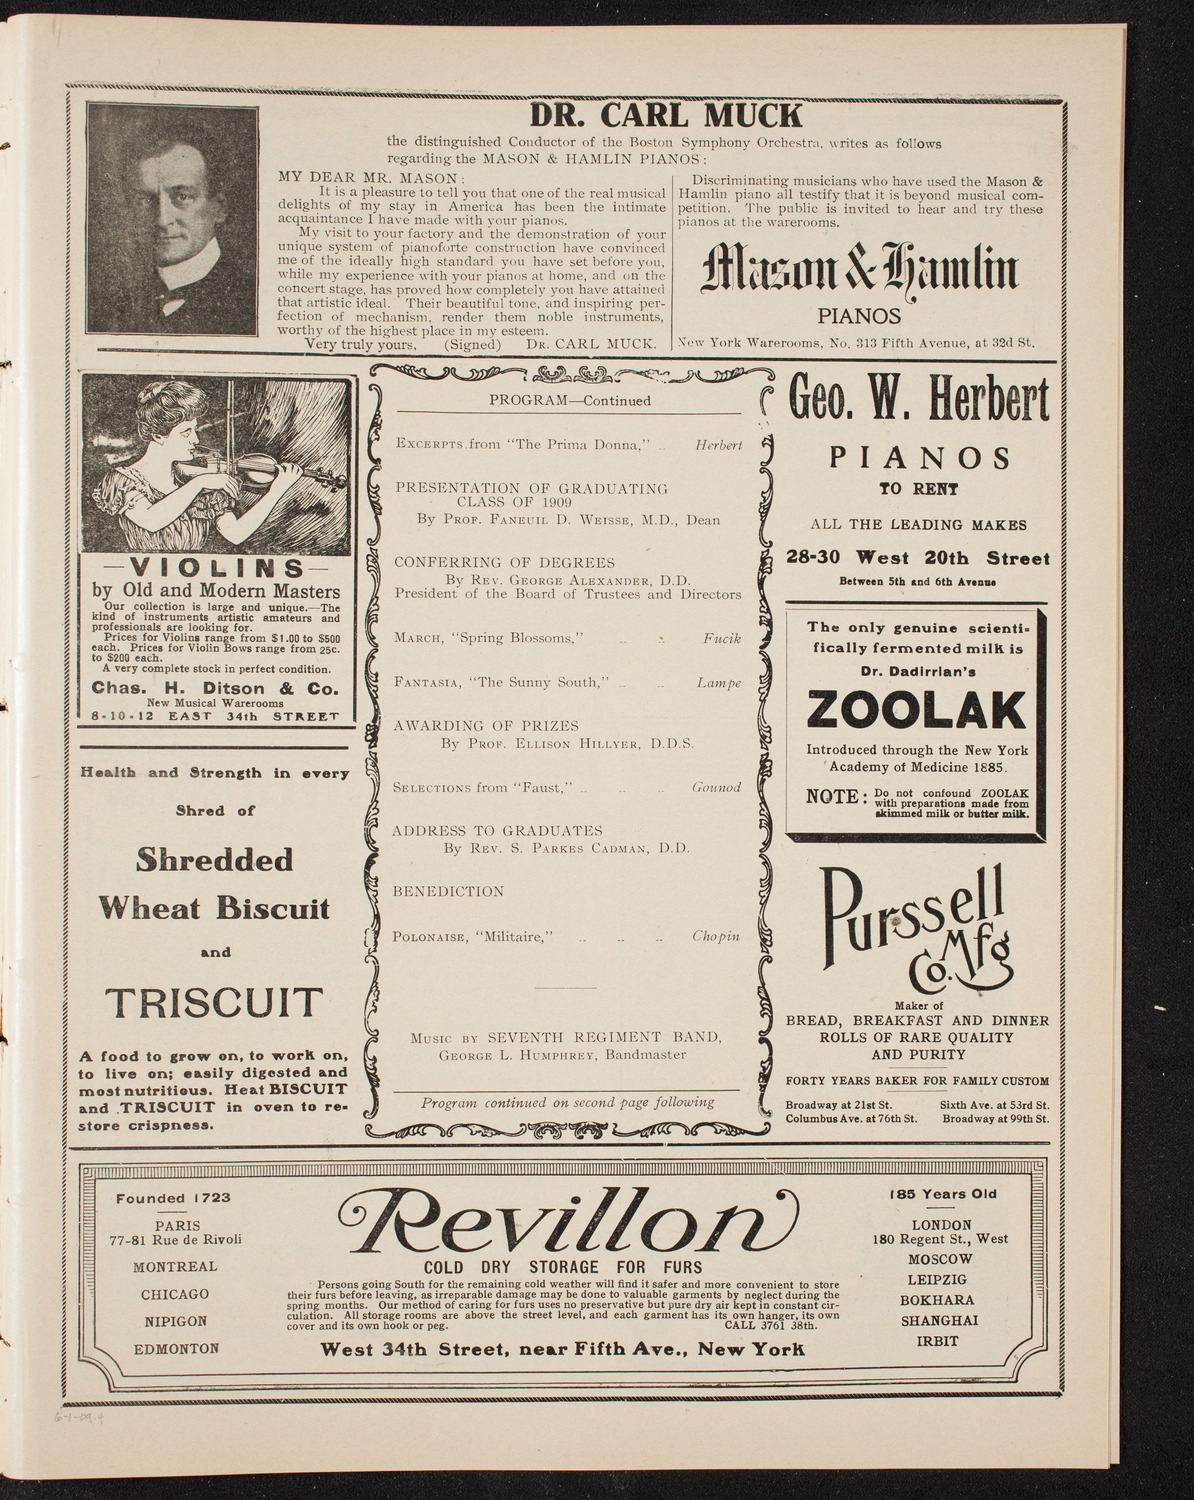 DR. CARL MUCK
the distinguished Conductor of the Boston Symphony Orchestra, writes as follows
regarding the MASON & HAMLIN PIANOS:
MY DEAR MR. MASON:
It is a pleasure to tell you that one of the real musical
delights of my stay in America has been the intimate
acquaintance I have made with your pianos.
My visit to your factory and the demonstration of your
unique system of pianoforte construction have convinced
me of the ideally high standard you have set before you,
while my experience with your pianos at home, and on the
concert stage, has proved how completely you have attained
that artistic ideal. Their beautiful tone, and inspiring per-
fection of mechanism, render them noble instruments,
worthy of the highest place in my esteem.
Very truly yours, (Signed) DR. CARL MUCK.
Discriminating musicians who have used the Mason &
Hamlin piano all testify that it is beyond musical com-
petition. The public is invited to hear and try these
pianos at the warerooms.
Mason & Hamlin
PIANOS
New York Warerooms, No. 313 Fifth Avenue, at 32d St.
—VIOLINS—
by Old and Modern Masters
Our collection is large and unique.—The
kind of instruments artistic amateurs and
professionals are looking for.
Prices for Violins range from $1.00 to $500
each. Prices for Violin Bows range from 25c.
to $200 each.
A very complete stock in perfect condition.
Chas. H. Ditson & Co.
New Musical Warerooms
8-10-12 EAST 34th STREET
Health and Strength in every
Shred of
Shredded
Wheat Biscuit
and
TRISCUIT
A food to grow on, to work on,
to live on; easily digested and
most nutritious. Heat BISCUIT
and TRISCUIT in oven to re-
store crispness.
PROGRAM—Continued
EXCERPTS from "The Prima Donna," .. Herbert
PRESENTATION OF GRADUATING
CLASS OF 1909
By PROF. FANEUIL D. WEISSE, M.D., Dean
CONFERRING OF DEGREES
By REV. GEORGE ALEXANDER, D.D.
President of the Board of Trustees and Directors
MARCH, "Spring Blossoms," .. .. Fucik
FANTASIA, "The Sunny South," .. .. Lampe
AWARDING OF PRIZES
By PROF. ELLISON HILLYER, D.D.S.
SELECTIONS from "Faust," .. .. .. Gounod
ADDRESS TO GRADUATES
By REV. S. PARKES CADMAN, D.D.
BENEDICTION
POLONAISE, "Militaire," .. .. .. Chopin
MUSIC BY SEVENTH REGIMENT BAND,
GEORGE L. HUMPHREY, Bandmaster
Program continued on second page following
Geo. W. Herbert
PIANOS
TO RENT
ALL THE LEADING MAKES
28-30 West 20th Street
Between 5th and 6th Avenue
The only genuine scienti-
fically fermented milk is
Dr. Dadirrian's
ZOOLAK
Introduced through the New York
Academy of Medicine 1885.
NOTE: Do not confound ZOOLAK
with preparations made from
skimmed milk or butter milk.
Purssell
Mfg
Co.
Maker of
BREAD, BREAKFAST AND DINNER
ROLLS OF RARE QUALITY
AND PURITY
FORTY YEARS BAKER FOR FAMILY CUSTOM
Broadway at 21st St. Sixth Ave. at 53rd St.
Columbus Ave. at 76th St. Broadway at 99th St.
Founded 1723
PARIS
77-81 Rue de Rivoli
MONTREAL
CHICAGO
NIPIGON
EDMONTON
Revillon
COLD DRY STORAGE FOR FURS
Persons going South for the remaining cold weather will find it safer and more convenient to store
their furs before leaving, as irreparable damage may be done to valuable garments by neglect during the
spring months. Our method of caring for furs uses no preservative but pure dry air kept in constant cir-
culation. All storage rooms are above the street level, and each garment has its own hanger, its own
cover and its own hook or peg. CALL 3761 38th.
West 34th Street, near Fifth Ave., New York
185 Years Old
LONDON
180 Regent St., West
MOSCOW
LEIPZIG
BOKHARA
SHANGHAI
IRBIT
6-1-09.4